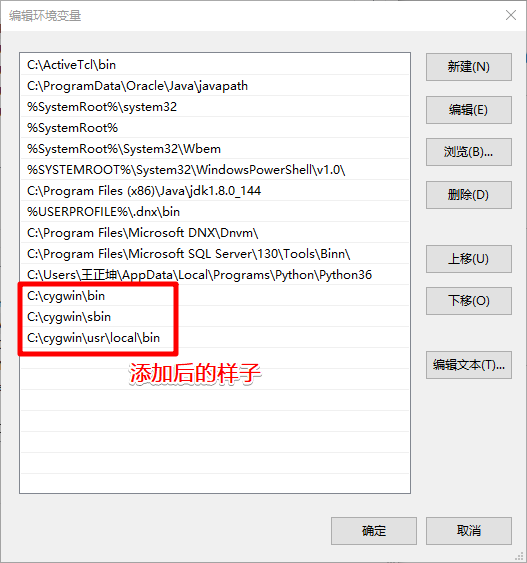 编辑环境变量
C:\ActiveTcl\bin
C:\ProgramData\Oracle\Java\javapath
%SystemRoot%\system32
%SystemRoot%
%SystemRoot%\System32\Wbem
%SYSTEMROOT%\System32\WindowsPowerShell\v1.0\
C:\Program Files (x86)\Java\jdk1.8.0_144
%USERPROFILE%\.dnx\bin
C:\Program Files\Microsoft DNX\Dnvm\
C:\Program Files\Microsoft SQL Server\130\Tools\Binn\
C:\Users\王正坤\AppData\Local\Programs\Python\Python36
C:\cygwin\bin
C:\cygwin\sbin
C:\cygwin\usr\local\bin
添加后的样子
新建(N)
编辑(E)
浏览(B)...
删除(D)
上移(U)
下移(O)
编辑文本(T)...
确定
取消